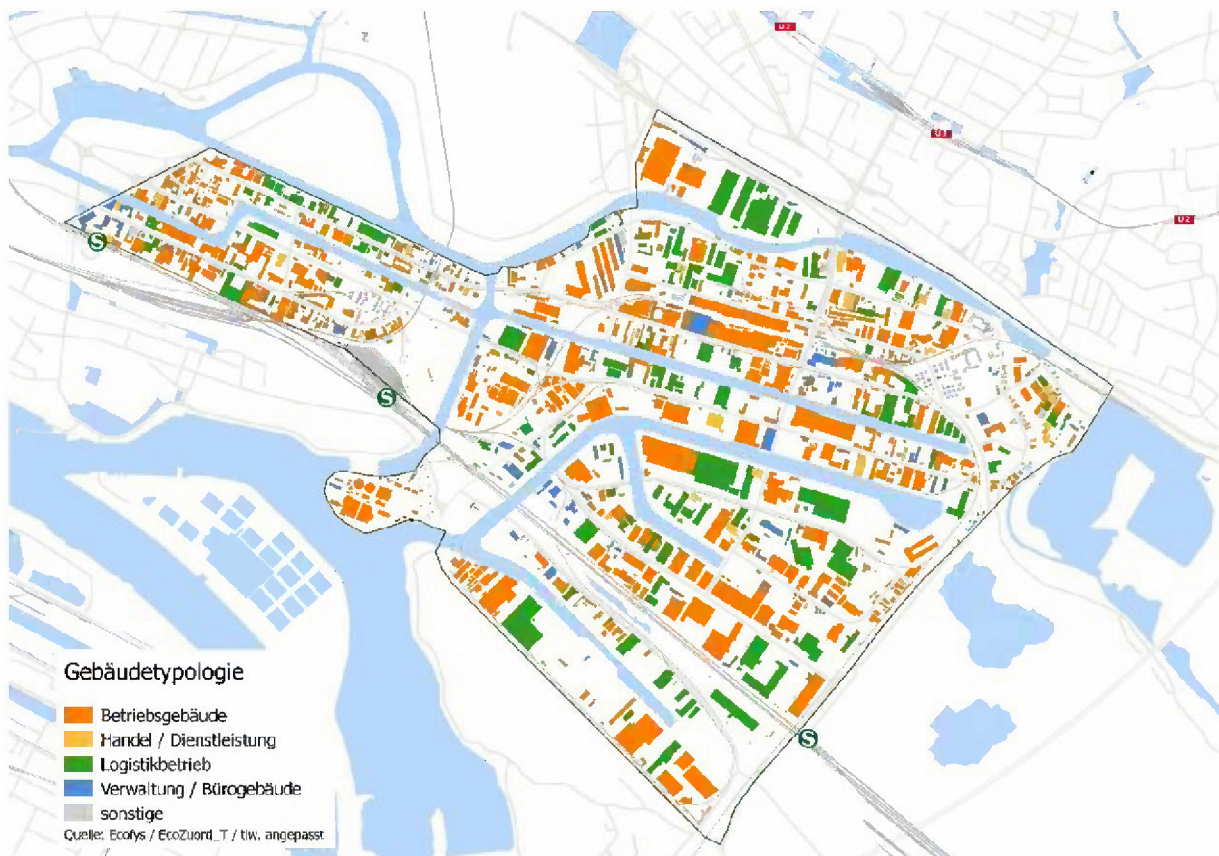 U2
U1
U2
S
S
S
Gebäudetypologie
Betriebsgebäude
Handel / Dienstleistung
Logistikbetrieb
Verwaltung / Bürogebäude
sonstige
Quelle: Ecofys / EcoZuord_T / tlw. angepasst